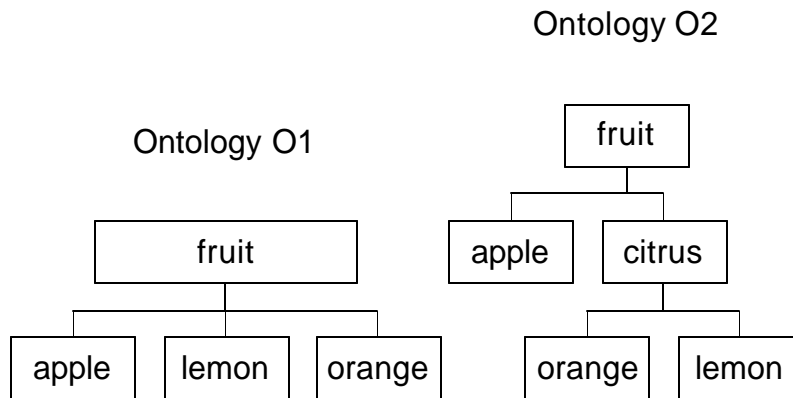 Ontology O2
fruit
Ontology O1
fruit
apple citrus
apple lemon orange orange lemon